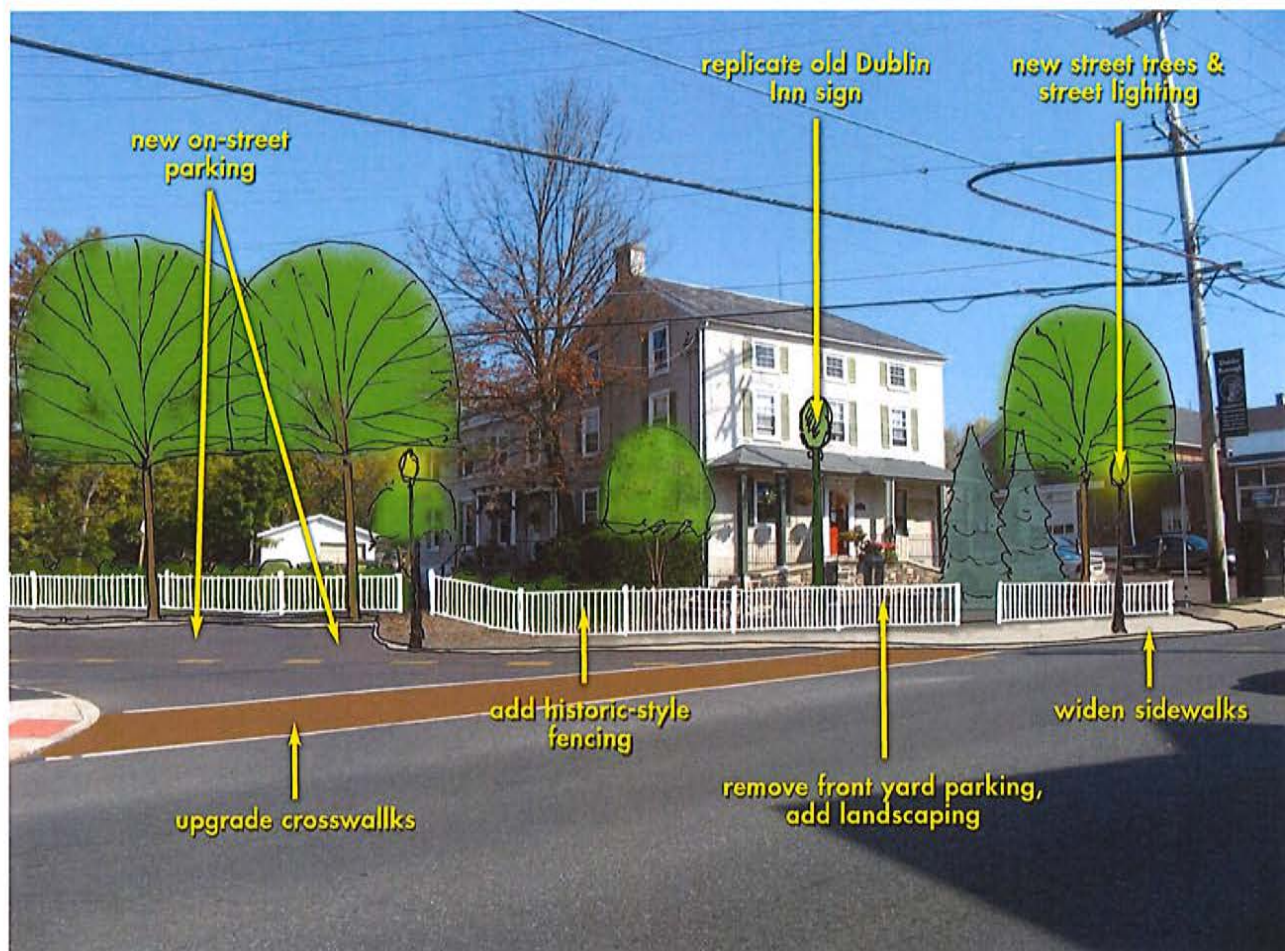 replicate old Dublin
Inn sign
new street trees &
street lighting
new on-street
parking
add historic-style
fencing
widen sidewalks
remove front yard parking,
add landscaping
upgrade crosswallks